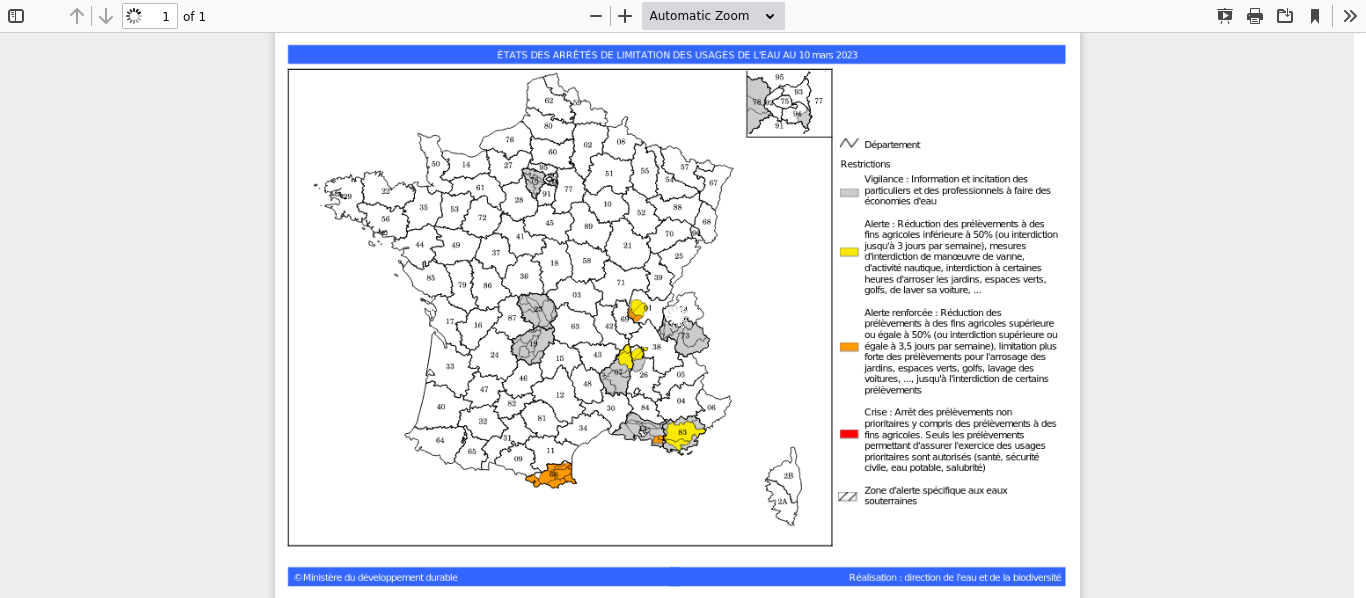 1 of 1 Automatic Zoom
ÉTATS DES ARRÊTÉS DE LIMITATION DES USAGES DE L'EAU AU 10 mars 2023
95
93
77
75
94
91
62
59
80
76
02
08
60
50
14
27
95
51
55
57
54
67
61
77
29
22
28
91
35
53
10
52
88
56
72
45
89
68
70
90
44
49
41
21
37
18
58
25
85
79
86
36
71
39
03
23
01
17
16
87
63
42
69
73
24
19
15
43
38
33
07
26
05
46
48
47
12
40
82
30
84
04
06
32
81
34
13
83
64
31
65
09
11
66
2B
2A
Département
Restrictions
Vigilance : Information et incitation des
particuliers et des professionnels à faire des
économies d'eau
Alerte : Réduction des prélèvements à des
fins agricoles inférieure à 50% (ou interdiction
jusqu'à 3 jours par semaine), mesures
d'interdiction de manœuvre de vanne,
d'activité nautique, interdiction à certaines
heures d'arroser les jardins, espaces verts,
golfs, de laver sa voiture, ...
Alerte renforcée : Réduction des
prélèvements à des fins agricoles supérieure
ou égale à 50% (ou interdiction supérieure ou
égale à 3,5 jours par semaine), limitation plus
forte des prélèvements pour l'arrosage des
jardins, espaces verts, golfs, lavage des
voitures, ..., jusqu'à l'interdiction de certains
prélèvements
Crise : Arrêt des prélèvements non
prioritaires y compris des prélèvements à des
fins agricoles. Seuls les prélèvements
permettant d'assurer l'exercice des usages
prioritaires sont autorisés (santé, sécurité
civile, eau potable, salubrité)
Zone d'alerte spécifique aux eaux
souterraines
©Ministère du développement durable
Réalisation : direction de l'eau et de la biodiversité